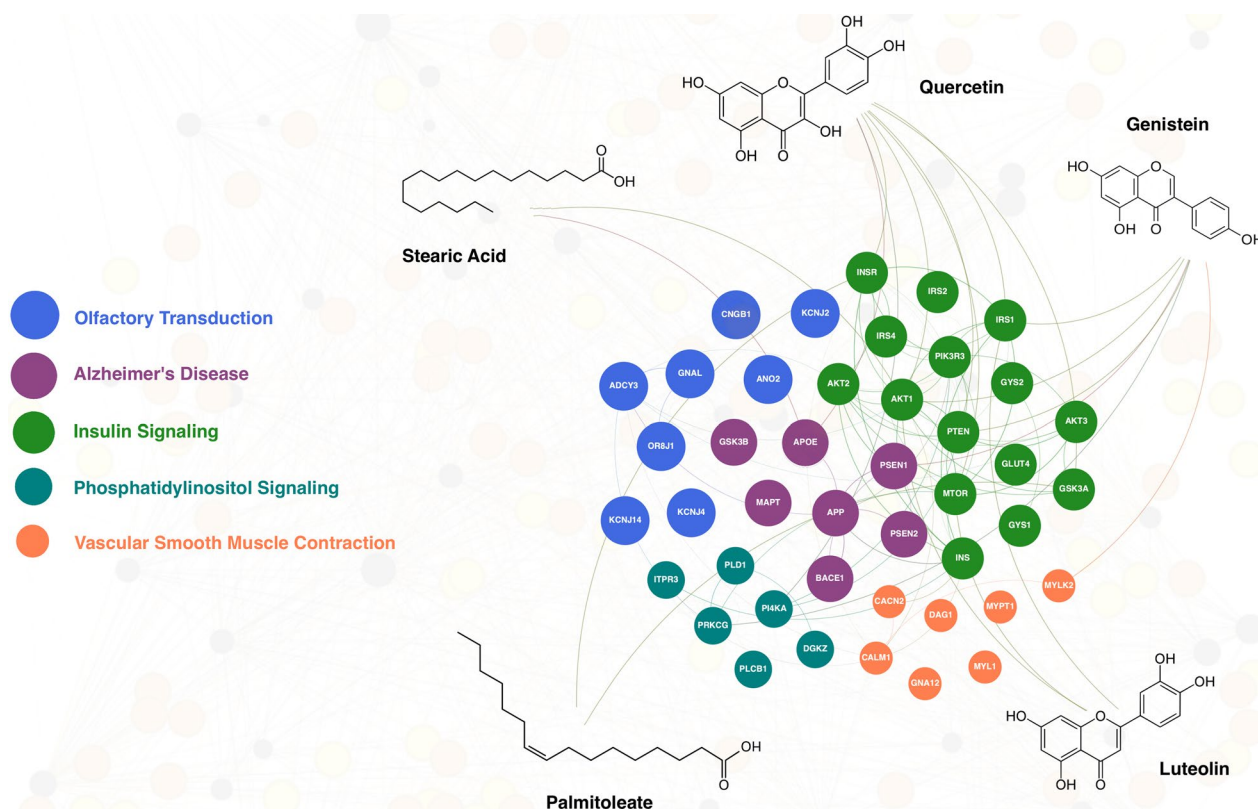 OH
OH
HO
O
OH
OH
O
Quercetin
Genistein
HO
O
OH
O
OH
O
OH
Stearic Acid
Olfactory Transduction
Alzheimer's Disease
Insulin Signaling
Phosphatidylinositol Signaling
Vascular Smooth Muscle Contraction
INSR
IRS2
CNGB1
KCNJ2
IRS1
IRS4
PIK3R3
ADCY3
GNAL
ANO2
AKT2
AKT1
GYS2
AKT3
PTEN
OR8J1
GSK3B
APOE
PSEN1
GLUT4
GSK3A
MTOR
MAPT
APP
KCNJ14
KCNJ4
PSEN2
GYS1
INS
ITPR3
PLD1
BACE1
MYLK2
CACN2
MYPT1
PI4KA
DAG1
PRKCG
DGKZ
CALM1
PLCB1
MYL1
GNA12
OH
O
Palmitoleate
OH
OH
HO
O
OH
O
Luteolin